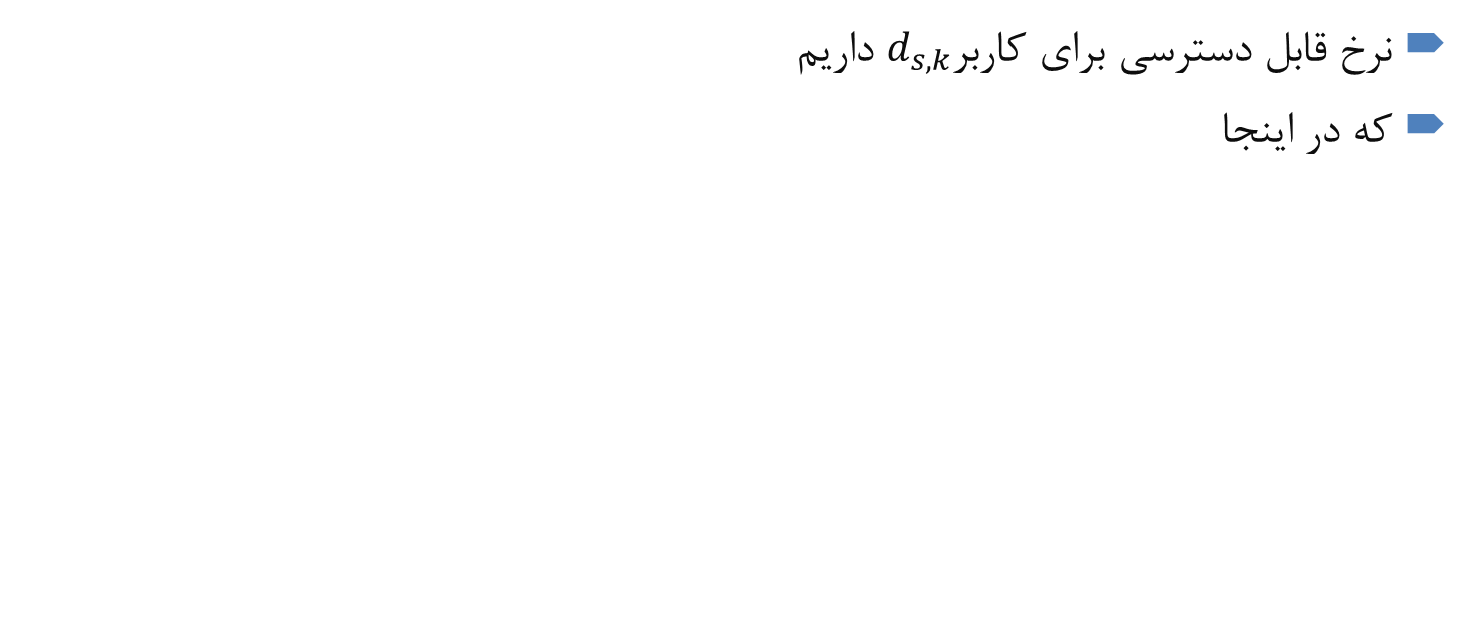 نرخ قابل دسترسی برای کاربر d_{s,k} داریم
که در اینجا